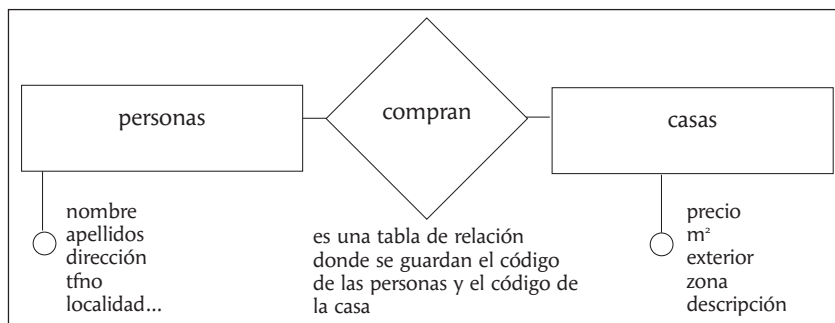 personas
compran
casas
nombre
apellidos
dirección
tfno
localidad...
es una tabla de relación
donde se guardan el código
de las personas y el código de
la casa
precio
m²
exterior
zona
descripción